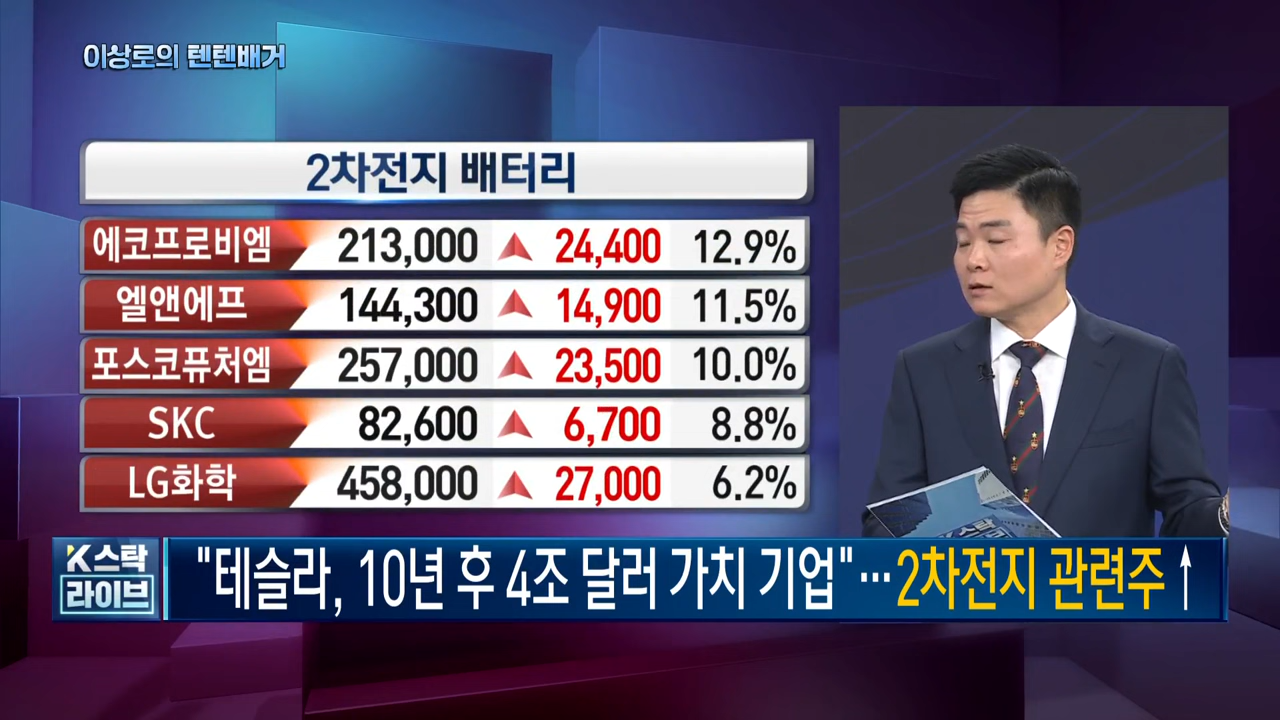 이상로의 텐텐배거
2차전지 배터리
에코프로비엠 213,000 ▲ 24,400 12.9%
엘앤에프 144,300 ▲ 14,900 11.5%
포스코퓨처엠 257,000 ▲ 23,500 10.0%
SKC 82,600 ▲ 6,700 8.8%
LG화학 458,000 ▲ 27,000 6.2%
K스탁
라이브
"테슬라, 10년 후 4조 달러 가치 기업"…2차전지 관련주↑